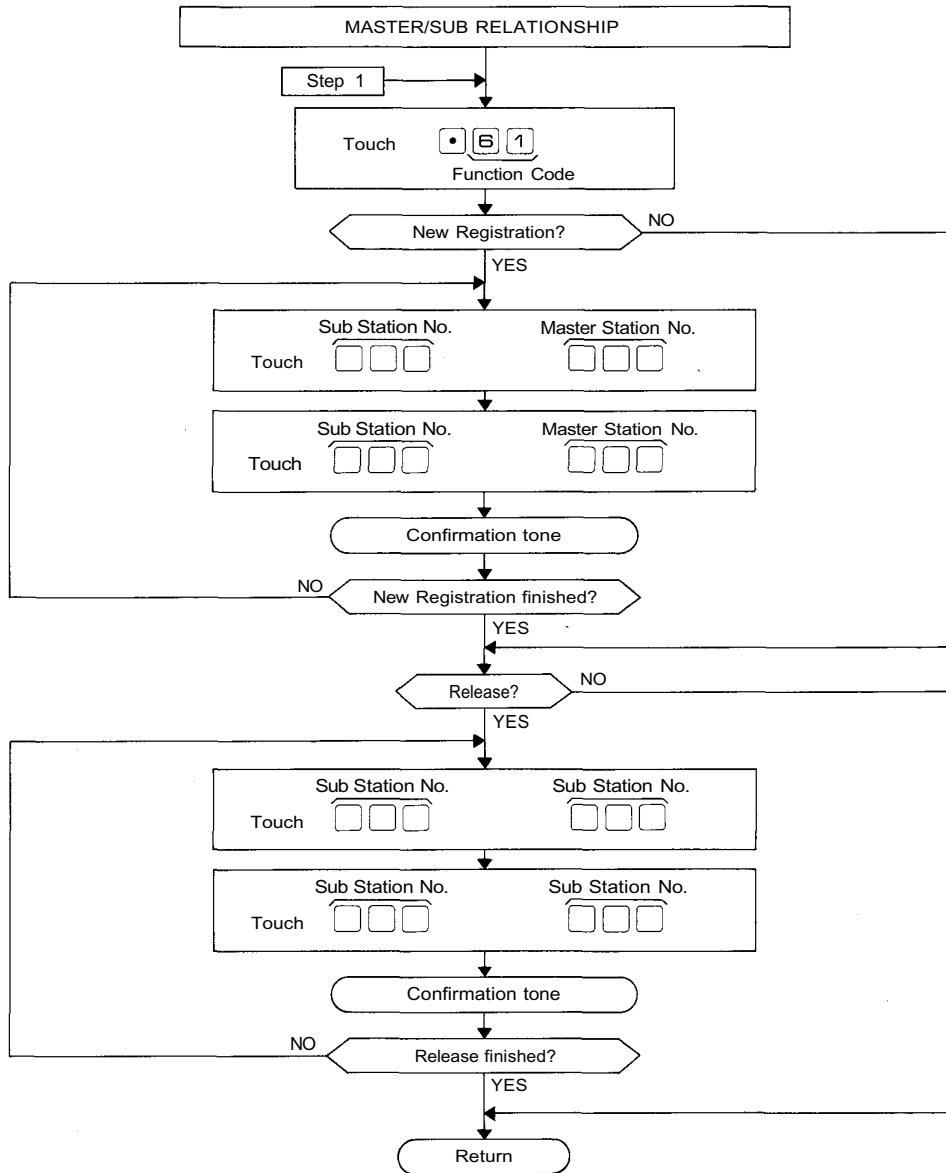 MASTER/SUB RELATIONSHIP
Step 1
Touch • 6 1
Function Code
New Registration?
NO
YES
Sub Station No. Master Station No.
Touch
Sub Station No. Master Station No.
Touch
Confirmation tone
NO
New Registration finished?
YES
Release?
NO
YES
Sub Station No. Sub Station No.
Touch
Sub Station No. Sub Station No.
Touch
Confirmation tone
NO
Release finished?
YES
Return